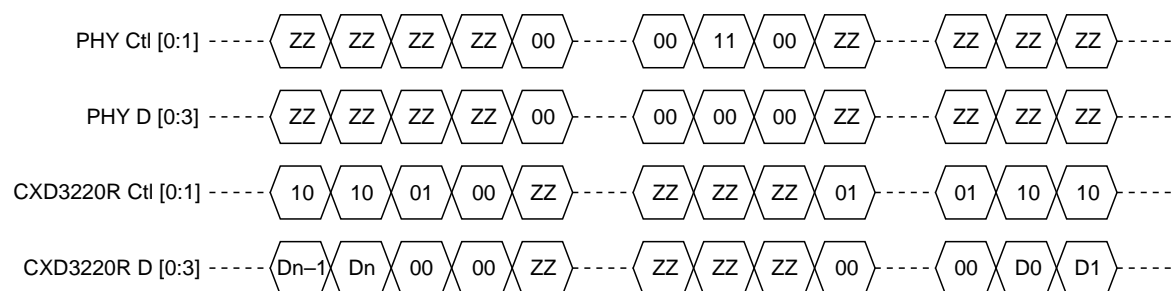 PHY Ctl [0:1] ZZ ZZ ZZ ZZ 00 00 11 00 ZZ ZZ ZZ ZZ
PHY D [0:3] ZZ ZZ ZZ ZZ 00 00 00 00 ZZ ZZ ZZ ZZ
CXD3220R Ctl [0:1] 10 10 01 00 ZZ ZZ ZZ ZZ 01 01 10 10
CXD3220R D [0:3] Dn–1 Dn 00 00 ZZ ZZ ZZ ZZ 00 00 D0 D1